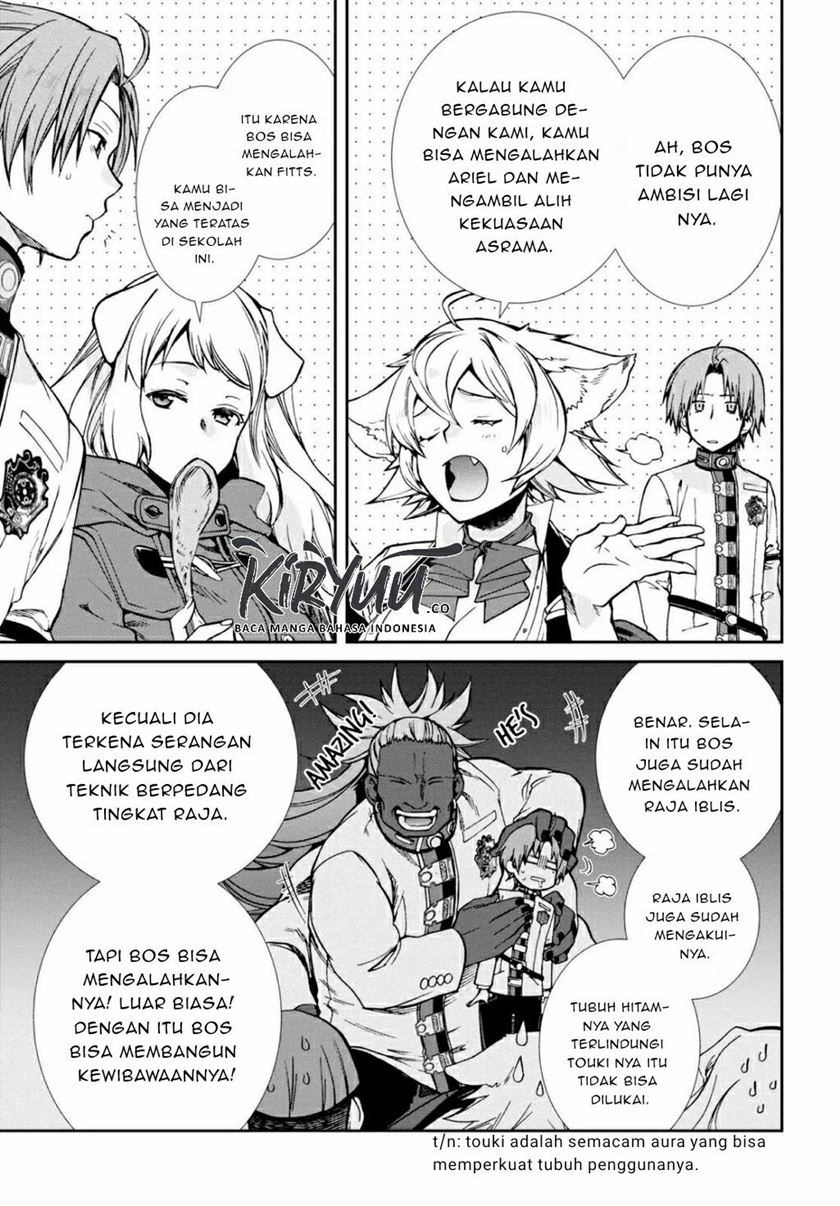 AH, BOS
TIDAK PUNYA
AMBISI LAGI
NYA.
KALAU KAMU
BERGABUNG DE-
NGAN KAMI, KAMU
BISA MENGALAHKAN
ARIEL DAN ME-
NGAMBIL ALIH
KEKUASAAN
ASRAMA.
ITU KARENA
BOS BISA
MENGALAH-
KAN FITTS.
KAMU BI-
SA MENJADI
YANG TERATAS
DI SEKOLAH
INI.
KIRYUU.CO
BACA MANGA BAHASA INDONESIA
BENAR. SELA-
IN ITU BOS
JUGA SUDAH
MENGALAHKAN
RAJA IBLIS.
RAJA IBLIS
JUGA SUDAH
MENGAKUI-
NYA.
TUBUH HITAM-
NYA YANG
TERLINDUNGI
TOUKI NYA ITU
TIDAK BISA
DILUKAI.
HE'S
AMAZING!
KECUALI DIA
TERKENA SERANGAN
LANGSUNG DARI
TEKNIK BERPEDANG
TINGKAT RAJA.
TAPI BOS BISA
MENGALAHKAN-
NYA! LUAR BIASA!
DENGAN ITU BOS
BISA MEMBANGUN
KEWIBAWAANNYA!
t/n: touki adalah semacam aura yang bisa
memperkuat tubuh penggunanya.